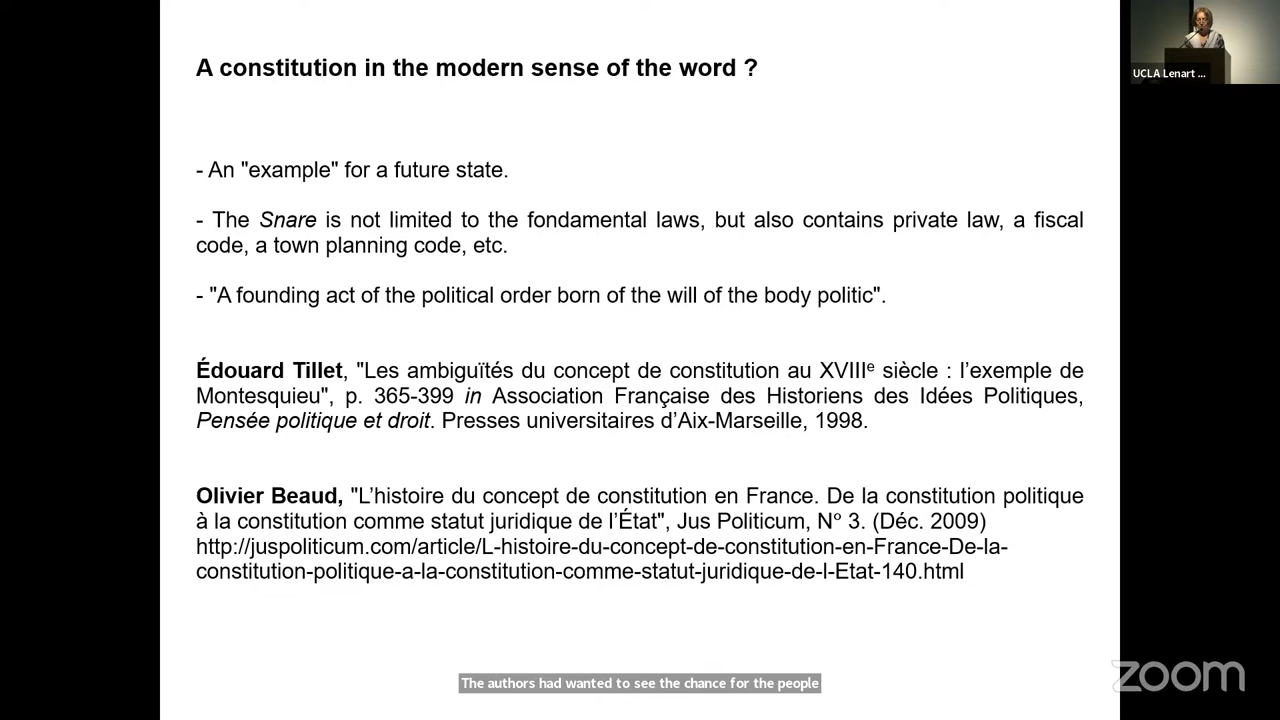 A constitution in the modern sense of the word ?
UCLA Lenart ...
- An "example" for a future state.
- The Snare is not limited to the fondamental laws, but also contains private law, a fiscal
code, a town planning code, etc.
- "A founding act of the political order born of the will of the body politic".
Édouard Tillet, "Les ambiguïtés du concept de constitution au XVIIIᵉ siècle : l’exemple de
Montesquieu", p. 365-399 in Association Française des Historiens des Idées Politiques,
Pensée politique et droit. Presses universitaires d’Aix-Marseille, 1998.
Olivier Beaud, "L’histoire du concept de constitution en France. De la constitution politique
à la constitution comme statut juridique de l’État", Jus Politicum, N° 3. (Déc. 2009)
http://juspoliticum.com/article/L-histoire-du-concept-de-constitution-en-France-De-la-
constitution-politique-a-la-constitution-comme-statut-juridique-de-l-Etat-140.html
The authors had wanted to see the chance for the people
zoom